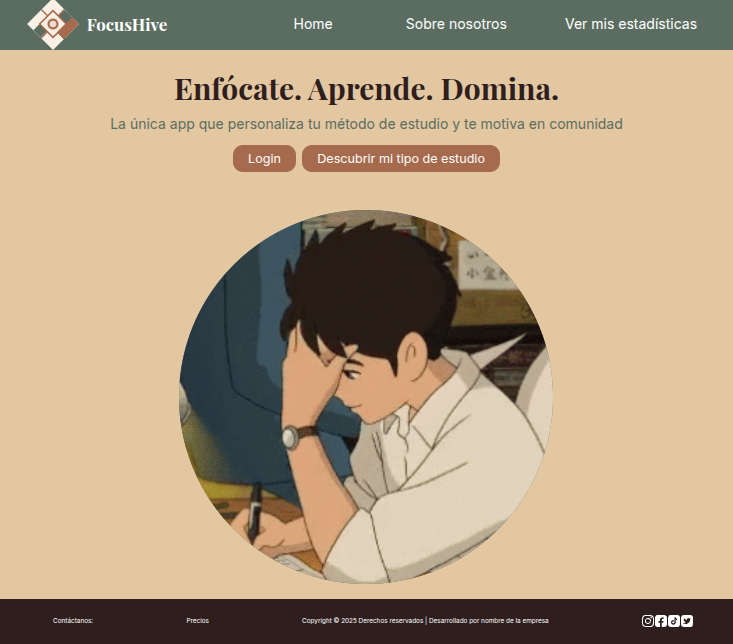 FocusHive
Home
Sobre nosotros
Ver mis estadísticas
Enfócate. Aprende. Domina.
La única app que personaliza tu método de estudio y te motiva en comunidad
Login
Descubrir mi tipo de estudio
Contáctanos:
Precios
Copyright © 2025 Derechos reservados | Desarrollado por nombre de la empresa